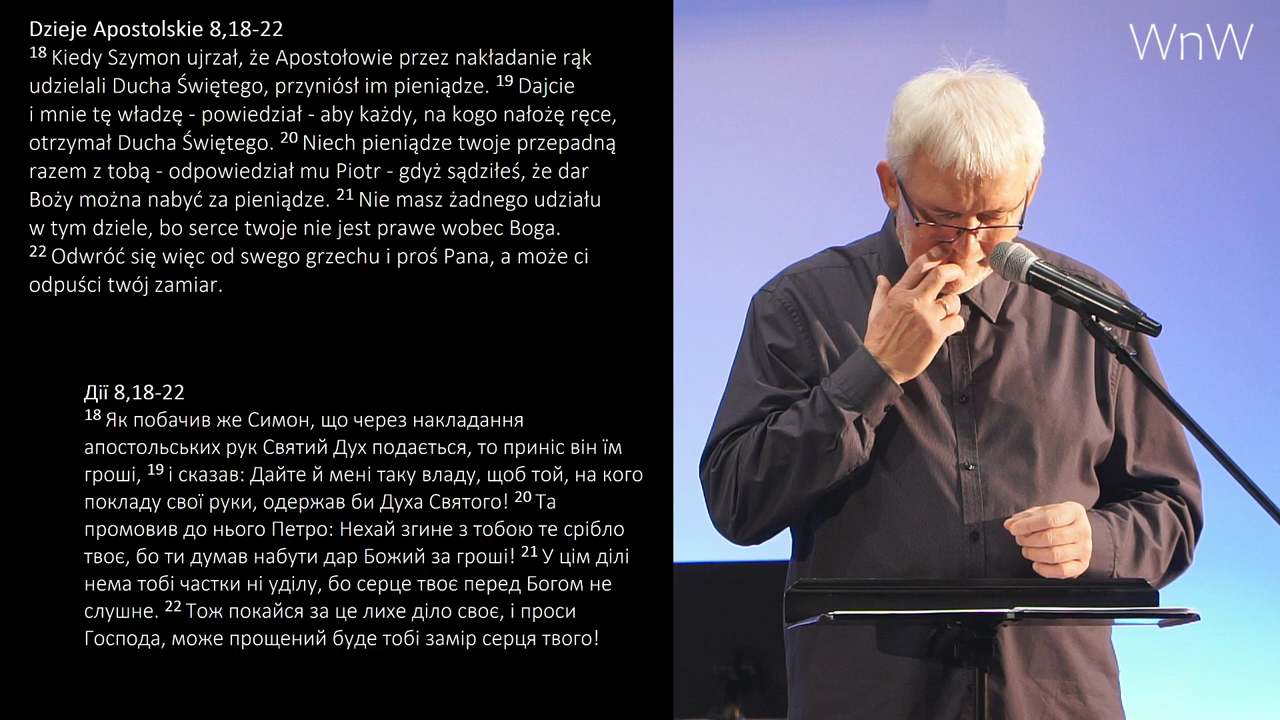 Dzieje Apostolskie 8,18-22
18 Kiedy Szymon ujrzał, że Apostołowie przez nakładanie rąk
udzielali Ducha Świętego, przyniósł im pieniądze. 19 Dajcie
i mnie tę władzę - powiedział - aby każdy, na kogo nałożę ręce,
otrzymał Ducha Świętego. 20 Niech pieniądze twoje przepadną
razem z tobą - odpowiedział mu Piotr - gdyż sądziłeś, że dar
Boży można nabyć za pieniądze. 21 Nie masz żadnego udziału
w tym dziele, bo serce twoje nie jest prawe wobec Boga.
22 Odwróć się więc od swego grzechu i proś Pana, a może ci
odpuści twój zamiar.
Дії 8,18-22
18 Як побачив же Симон, що через накладання
апостольських рук Святий Дух подається, то приніс він їм
гроші, 19 і сказав: Дайте й мені таку владу, щоб той, на кого
покладу свої руки, одержав би Духа Святого! 20 Та
промовив до нього Петро: Нехай згине з тобою те срібло
твоє, бо ти думав набути дар Божий за гроші! 21 У цім ділі
нема тобі частки ні уділу, бо серце твоє перед Богом не
слушне. 22 Тож покайся за це лихе діло своє, і проси
Господа, може прощений буде тобі замір серця твого!
WnW